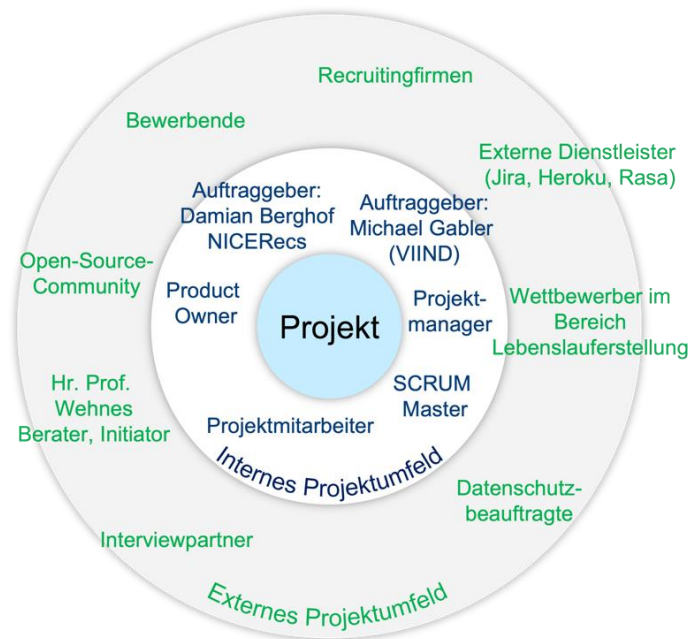 Recruitingfirmen
Bewerbende
Externe Dienstleister
(Jira, Heroku, Rasa)
Auftraggeber:
Damian Berghof
NICERecs
Auftraggeber:
Michael Gabler
(VIIND)
Open-Source-
Community
Product
Owner
Projekt
Projekt-
manager
Wettbewerber im
Bereich
Lebenslauferstellung
Hr. Prof.
Wehnes
Berater, Initiator
SCRUM
Master
Projektmitarbeiter
Internes Projektumfeld
Datenschutz-
beauftragte
Interviewpartner
Externes Projektumfeld